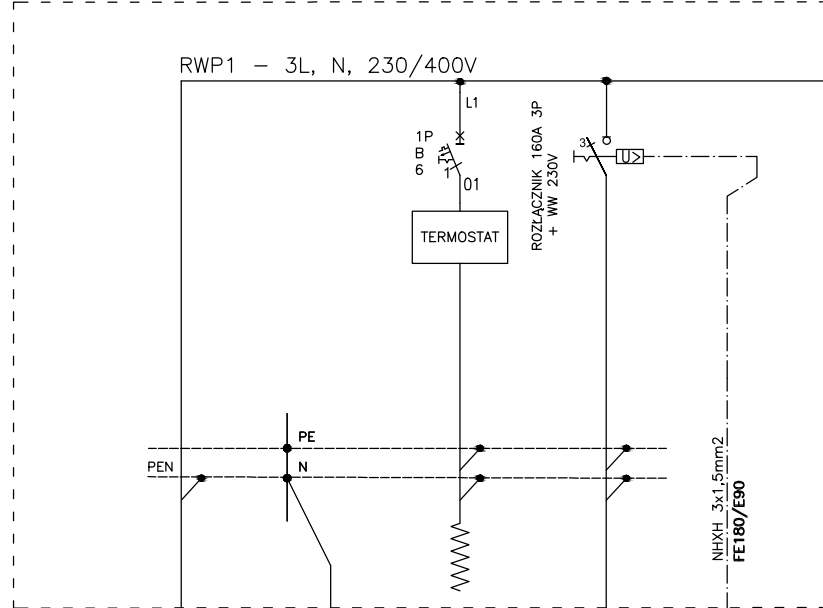 RWP1 – 3L, N, 230/400V
L1
1P
B
6
1
01
TERMOSTAT
ROZŁĄCZNIK 160A 3P
+ WW 230V
3
U>
PE
PEN
N
NHXH 3x1,5mm2
FE180/E90